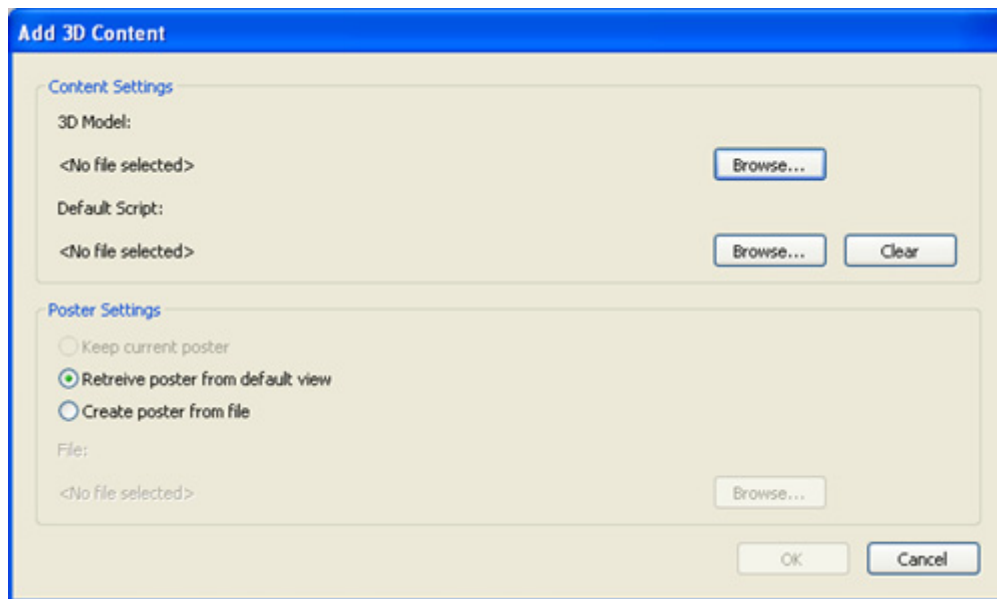 Add 3D Content
Content Settings
3D Model:
<No file selected> Browse...
Default Script:
<No file selected> Browse... Clear
Poster Settings
Keep current poster
Retreive poster from default view
Create poster from file
File:
<No file selected> Browse...
OK Cancel